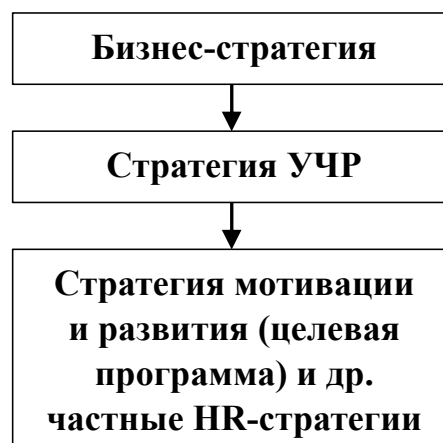 Бизнес-стратегия
Стратегия УЧР
Стратегия мотивации
и развития (целевая
программа) и др.
частные HR-стратегии